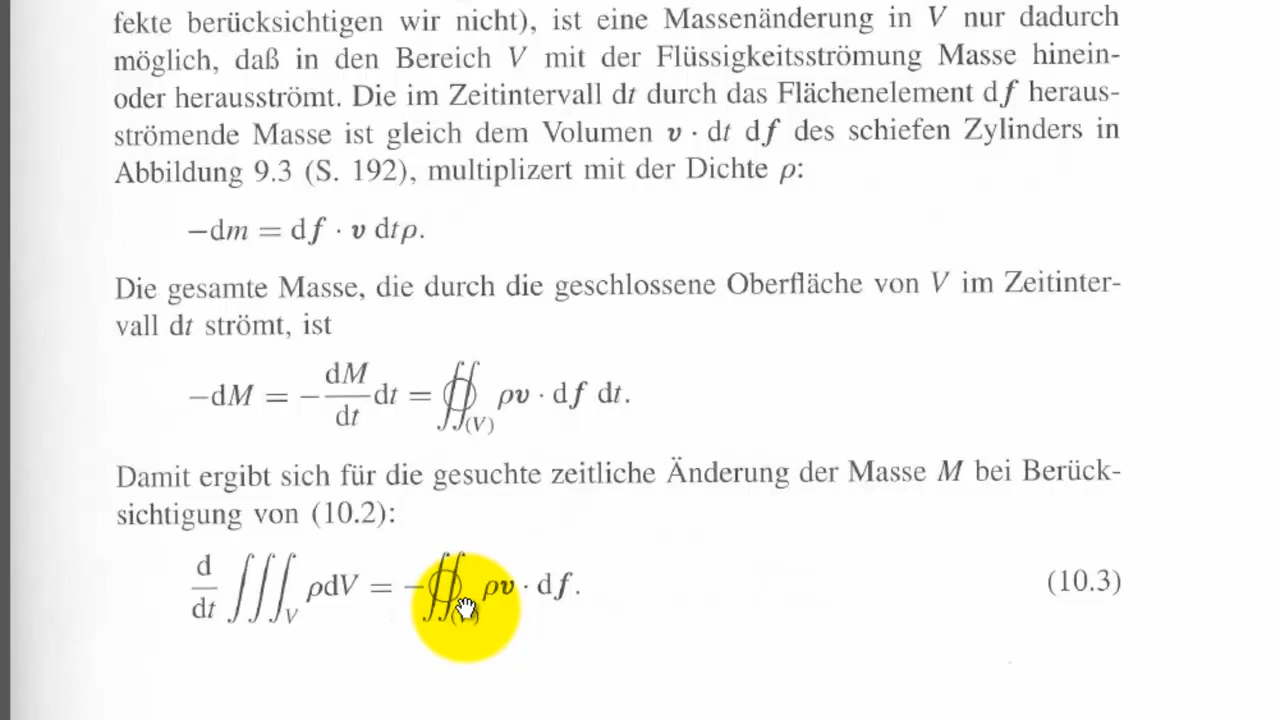 fekte berücksichtigen wir nicht), ist eine Massenänderung in V nur dadurch
möglich, daß in den Bereich V mit der Flüssigkeitsströmung Masse hinein-
oder herausströmt. Die im Zeitintervall dt durch das Flächenelement df heraus-
strömende Masse ist gleich dem Volumen v · dt df des schiefen Zylinders in
Abbildung 9.3 (S. 192), multiplizert mit der Dichte ρ:
−dm = df · v dtρ.
Die gesamte Masse, die durch die geschlossene Oberfläche von V im Zeitinter-
vall dt strömt, ist
−dM = −dM/dt dt = ∯(V) ρv · df dt.
Damit ergibt sich für die gesuchte zeitliche Änderung der Masse M bei Berück-
sichtigung von (10.2):
d/dt ∭V ρdV = −∯(V) ρv · df. (10.3)